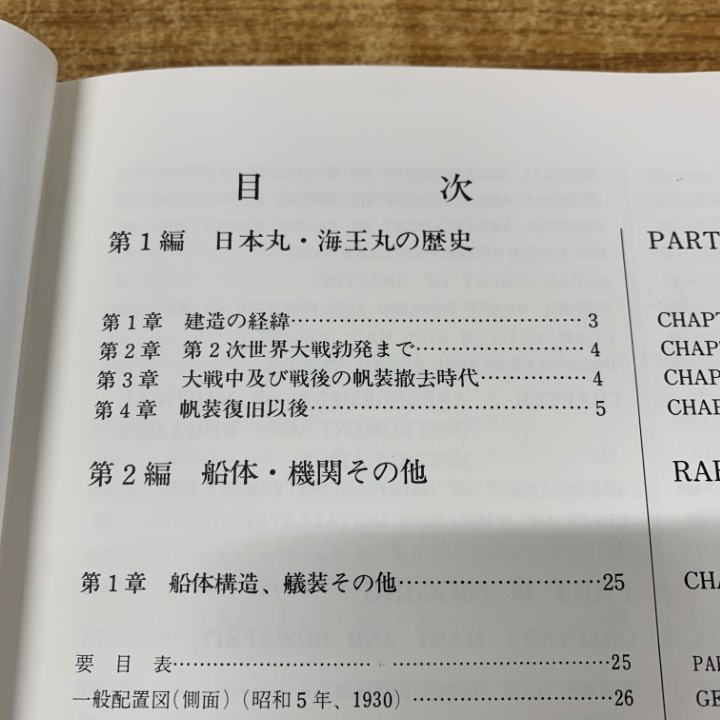 目 次
第1編 日本丸・海王丸の歴史
第1章 建造の経緯………………………………3
第2章 第2次世界大戦勃発まで…………………4
第3章 大戦中及び戦後の帆装撤去時代…………4
第4章 帆装復旧以後………………………………5
第2編 船体・機関その他
第1章 船体構造、艤装その他……………………25
要 目 表……………………………………………25
一般配置図(側面)(昭和5年、1930)……………26
PART
CHAPT
CHAPT
CHAP
CHAP
CHA
PAR
GE